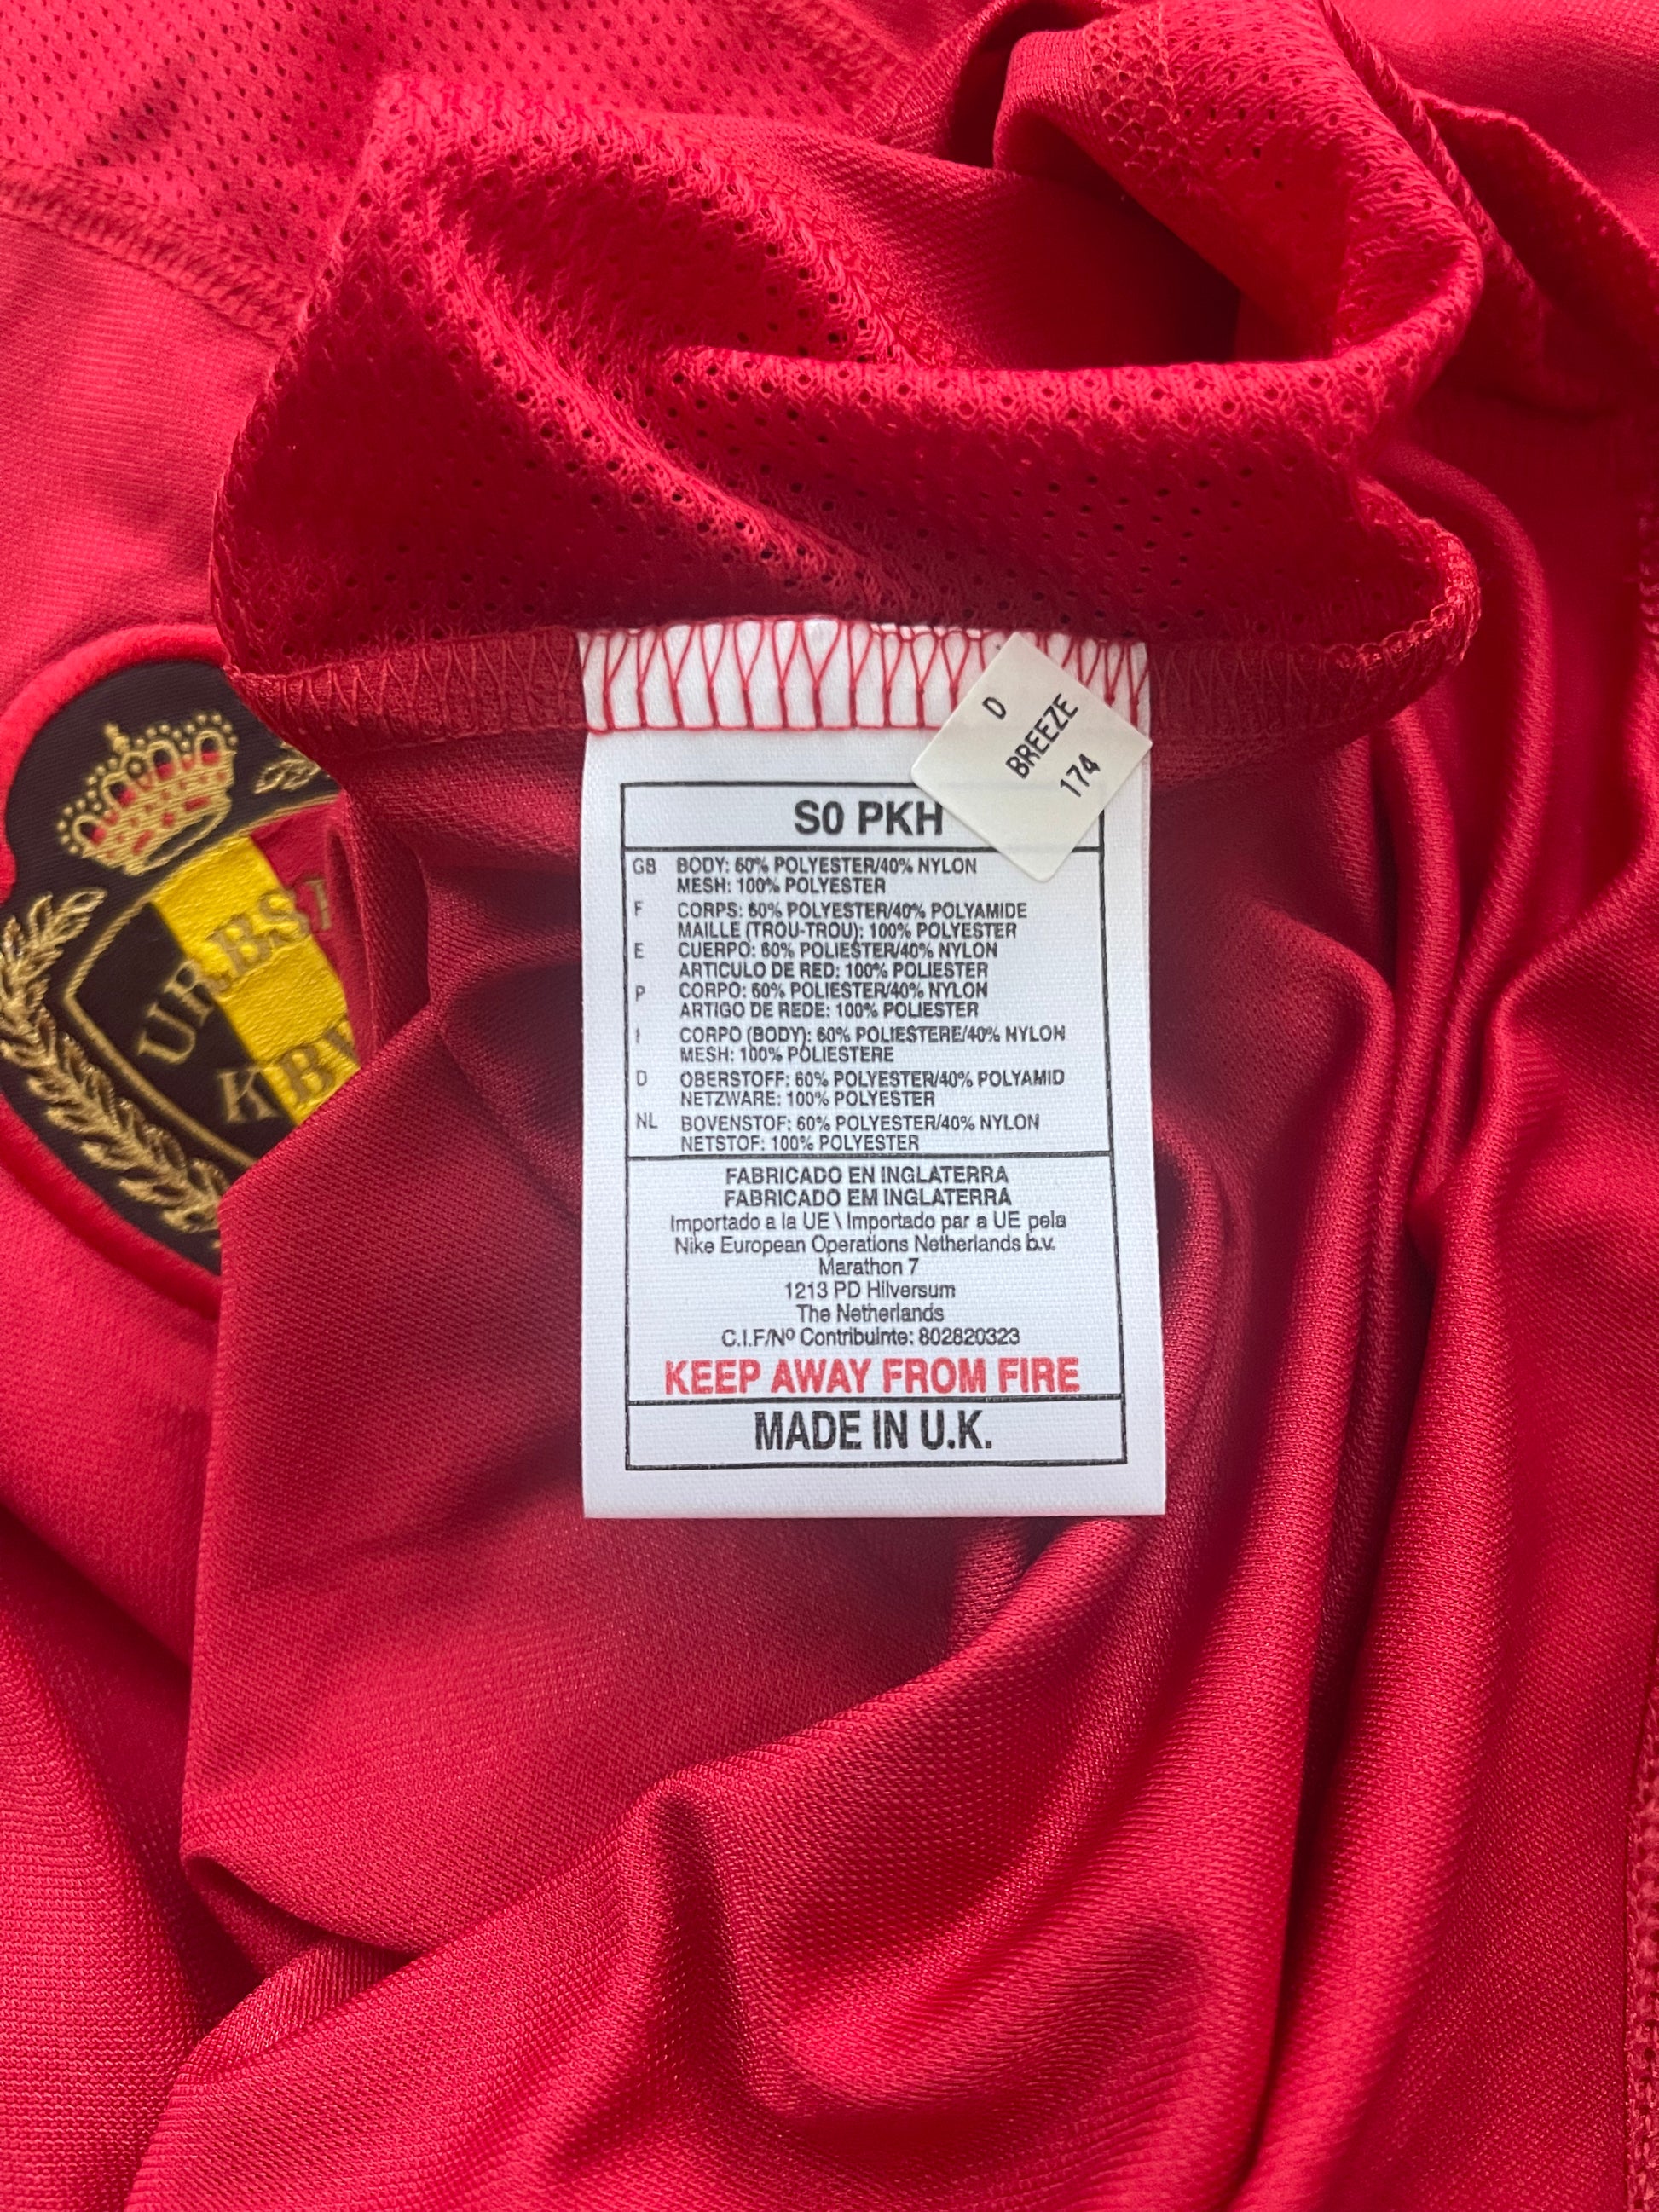 D
BREEZE
174
S0 PKH
GB BODY: 60% POLYESTER/40% NYLON
MESH: 100% POLYESTER
F CORPS: 60% POLYESTER/40% POLYAMIDE
MAILLE (TROU-TROU): 100% POLYESTER
E CUERPO: 60% POLIESTER/40% NYLON
ARTICULO DE RED: 100% POLIESTER
P CORPO: 60% POLIESTER/40% NYLON
ARTIGO DE REDE: 100% POLIESTER
I CORPO (BODY): 60% POLIESTERE/40% NYLON
MESH: 100% POLIESTERE
D OBERSTOFF: 60% POLYESTER/40% POLYAMID
NETZWARE: 100% POLYESTER
NL BOVENSTOF: 60% POLYESTER/40% NYLON
NETSTOF: 100% POLYESTER
FABRICADO EN INGLATERRA
FABRICADO EM INGLATERRA
Importado a la UE \ Importado par a UE pela
Nike European Operations Netherlands b.v.
Marathon 7
1213 PD Hilversum
The Netherlands
C.I.F/Nº Contribuinte: 802820323
KEEP AWAY FROM FIRE
MADE IN U.K.
URBSF
KBV